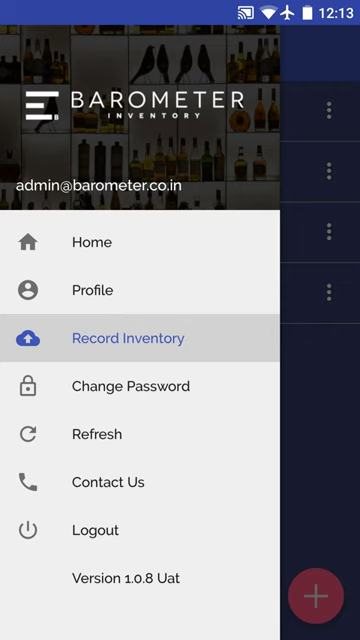 12:13
BAROMETER
INVENTORY
B
admin@barometer.co.in
Home
Profile
Record Inventory
Change Password
Refresh
Contact Us
Logout
Version 1.0.8 Uat